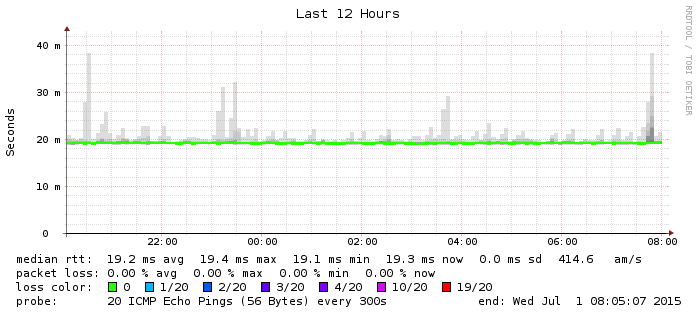 Last 12 Hours
RRDTOOL / TOBI OETIKER
Seconds
40 m
30 m
20 m
10 m
0
22:00 00:00 02:00 04:00 06:00 08:00
median rtt: 19.2 ms avg 19.4 ms max 19.1 ms min 19.3 ms now 0.0 ms sd 414.6 am/s
packet loss: 0.00 % avg 0.00 % max 0.00 % min 0.00 % now
loss color: 0 1/20 2/20 3/20 4/20 10/20 19/20
probe: 20 ICMP Echo Pings (56 Bytes) every 300s end: Wed Jul 1 08:05:07 2015